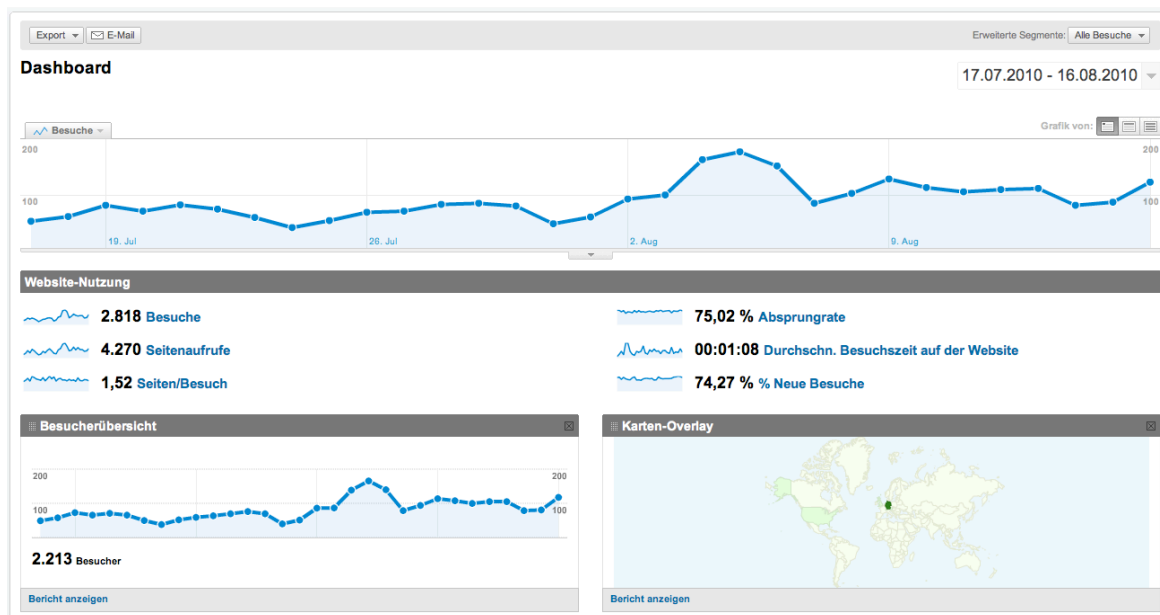 Export E-Mail Erweiterte Segmente: Alle Besuche
Dashboard
17.07.2010 - 16.08.2010
Besuche Grafik von:
200 200
100 100
19. Jul 26. Jul 2. Aug 9. Aug
Website-Nutzung
2.818 Besuche 75,02 % Absprungrate
4.270 Seitenaufrufe 00:01:08 Durchschn. Besuchszeit auf der Website
1,52 Seiten/Besuch 74,27 % % Neue Besuche
Besucherübersicht Karten-Overlay
200 200
100 100
2.213 Besucher
Bericht anzeigen Bericht anzeigen